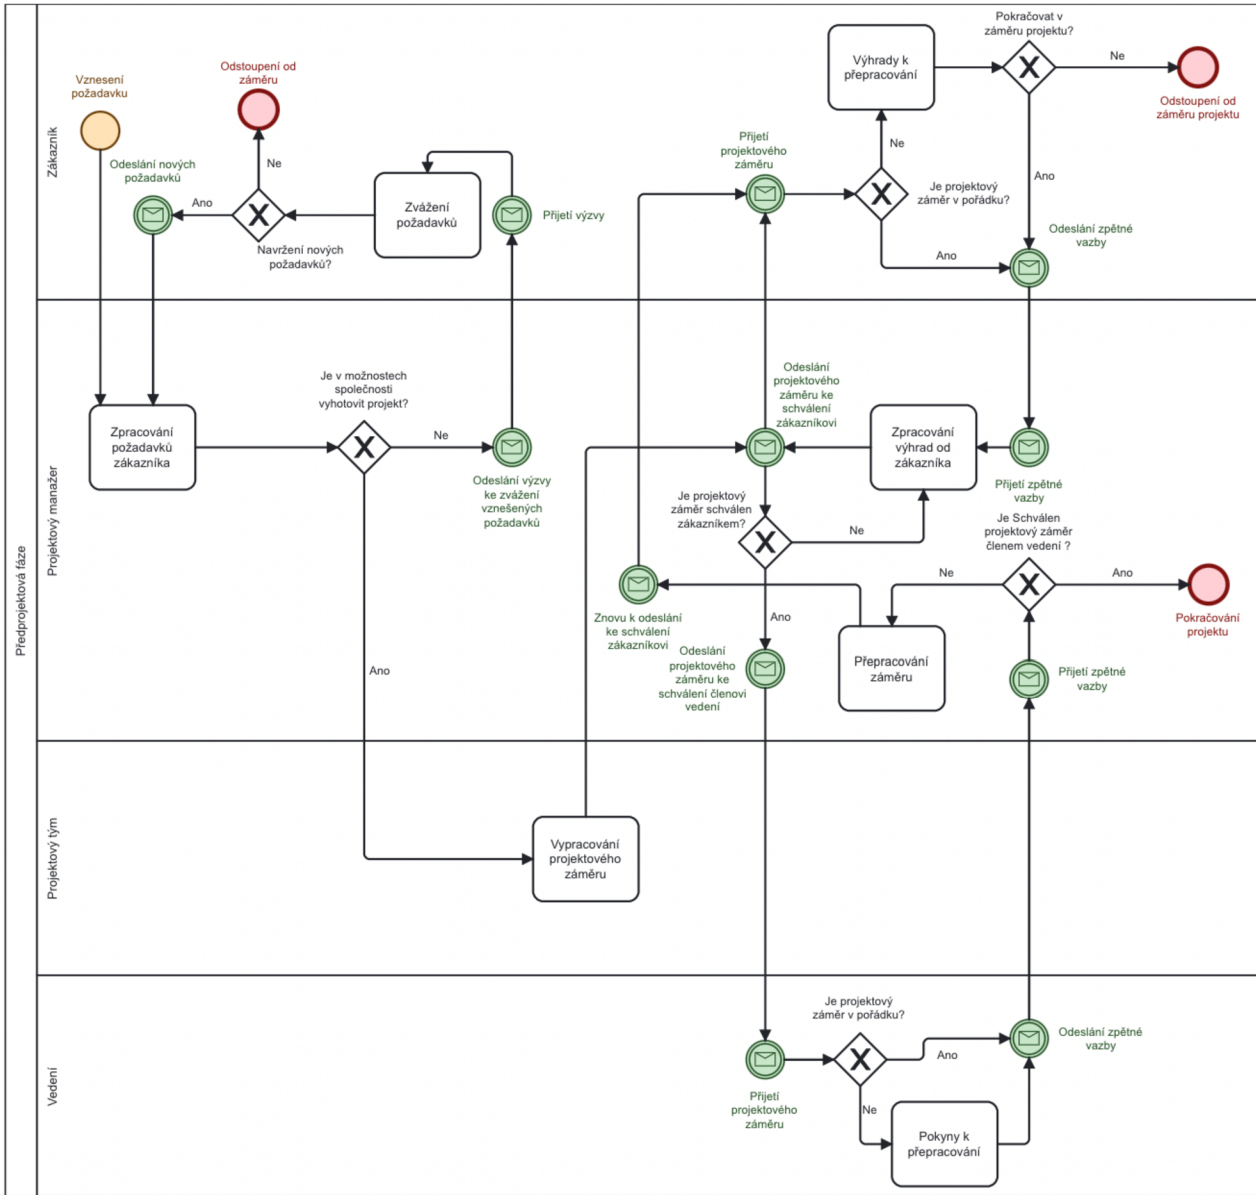 Předprojektová fáze
Zákazník
Vznesení
požadavku
Odstoupení od
záměru
Ne
Odeslání nových
požadavků
Ano
Navržení nových
požadavků?
Zvážení
požadavků
Přijetí výzvy
Přijetí
projektového
záměru
Výhrady k
přepracování
Ne
Je projektový
záměr v pořádku?
Ano
Pokračovat v
záměru projektu?
Ne
Odstoupení od
záměru projektu
Ano
Odeslání zpětné
vazby
Projektový manažer
Zpracování
požadavků
zákazníka
Je v možnostech
společnosti
vyhotovit projekt?
Ne
Odeslání výzvy
ke zvážení
vznešených
požadavků
Ano
Odeslání
projektového
záměru ke
schválení
zákazníkovi
Zpracování
výhrad od
zákazníka
Přijetí zpětné
vazby
Je projektový
záměr schválen
zákazníkem?
Ne
Je Schválen
projektový záměr
členem vedení ?
Ne
Ano
Pokračování
projektu
Znovu k odeslání
ke schválení
zákazníkovi
Ano
Odeslání
projektového
záměru ke
schválení členovi
vedení
Přepracování
záměru
Přijetí zpětné
vazby
Projektový tým
Vypracování
projektového
záměru
Vedení
Přijetí
projektového
záměru
Je projektový
záměr v pořádku?
Ano
Ne
Pokyny k
přepracování
Odeslání zpětné
vazby